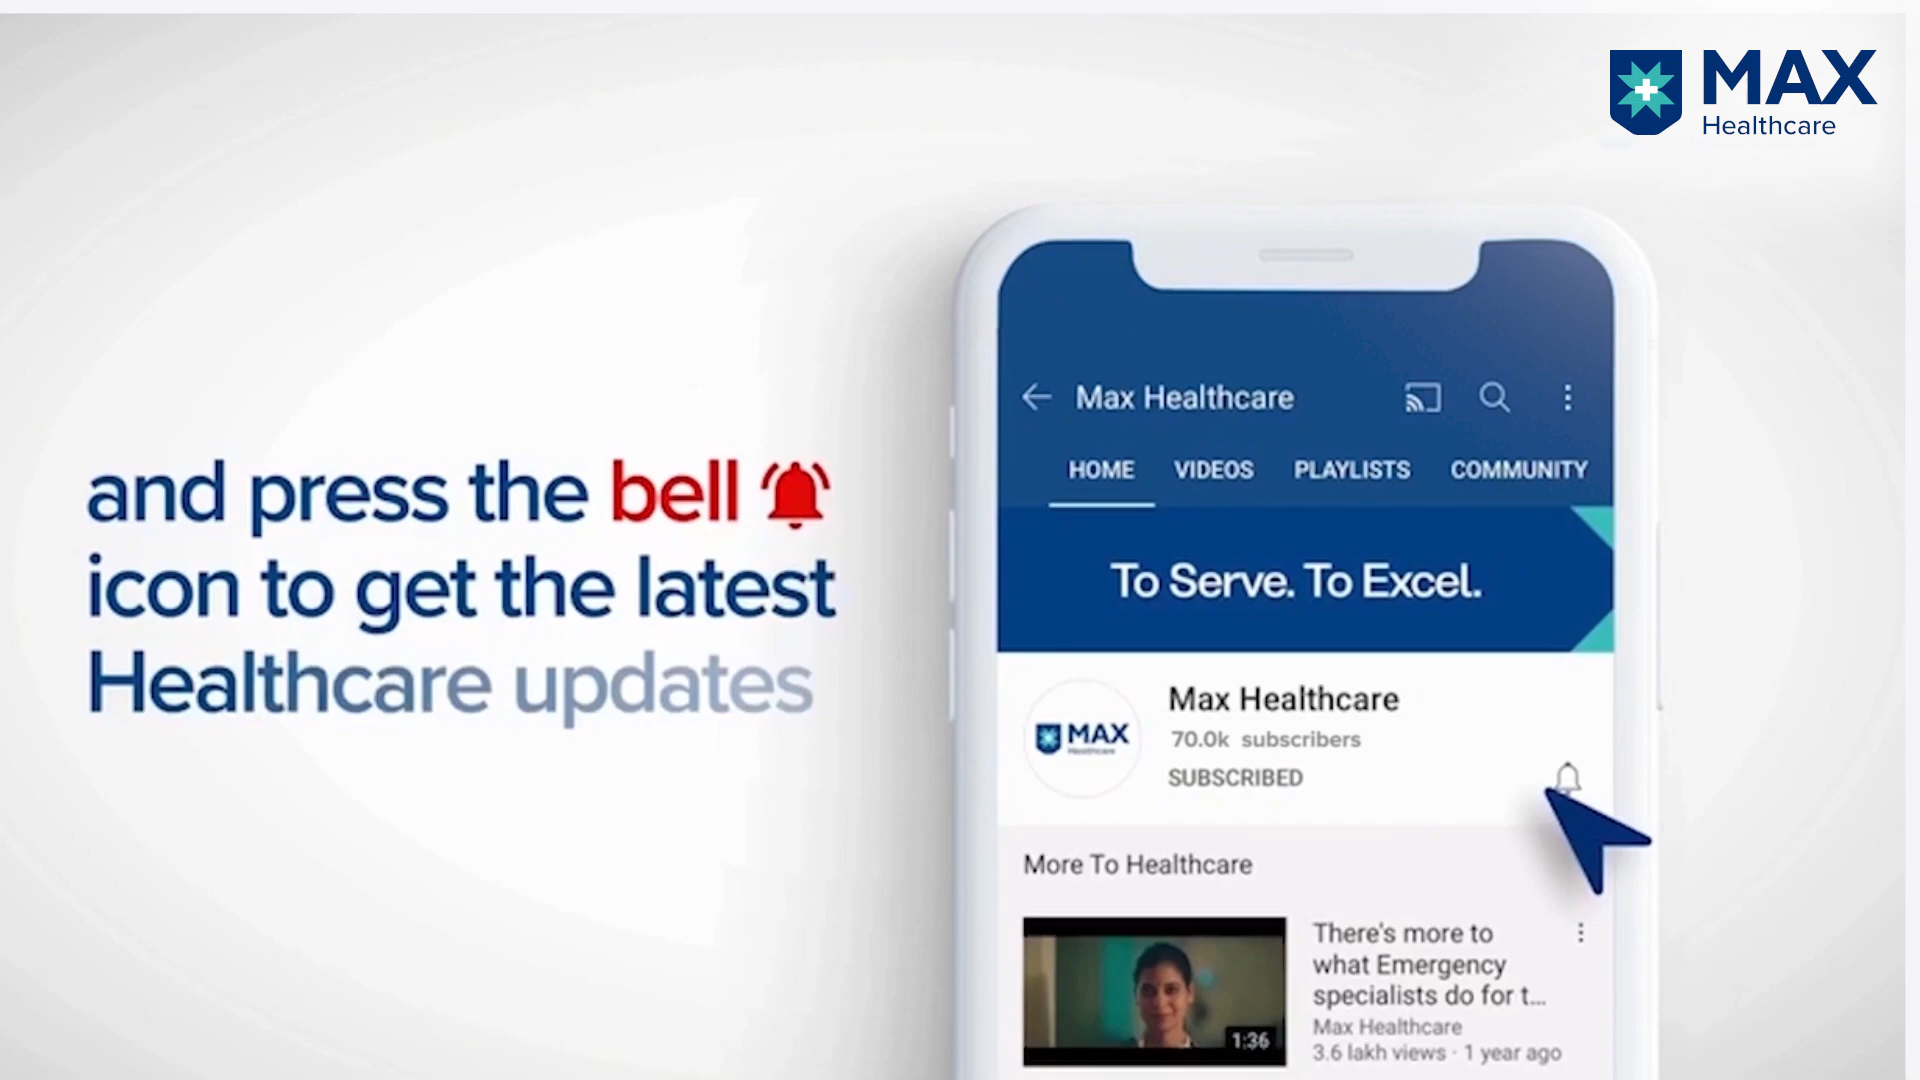 MAX
Healthcare
and press the bell
icon to get the latest
Healthcare updates
Max Healthcare
HOME VIDEOS PLAYLISTS COMMUNITY
To Serve. To Excel.
MAX
Healthcare
Max Healthcare
70.0k subscribers
SUBSCRIBED
More To Healthcare
1:36
There's more to
what Emergency
specialists do for t...
Max Healthcare
3.6 lakh views · 1 year ago